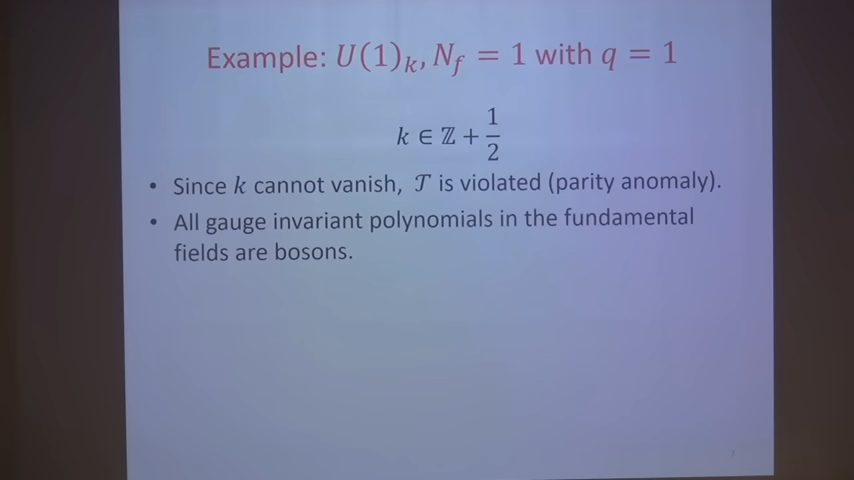 Example: U(1)ₖ, N_f = 1 with q = 1
k ∈ ℤ + 1/2
• Since k cannot vanish, 𝒯 is violated (parity anomaly).
• All gauge invariant polynomials in the fundamental
fields are bosons.
7